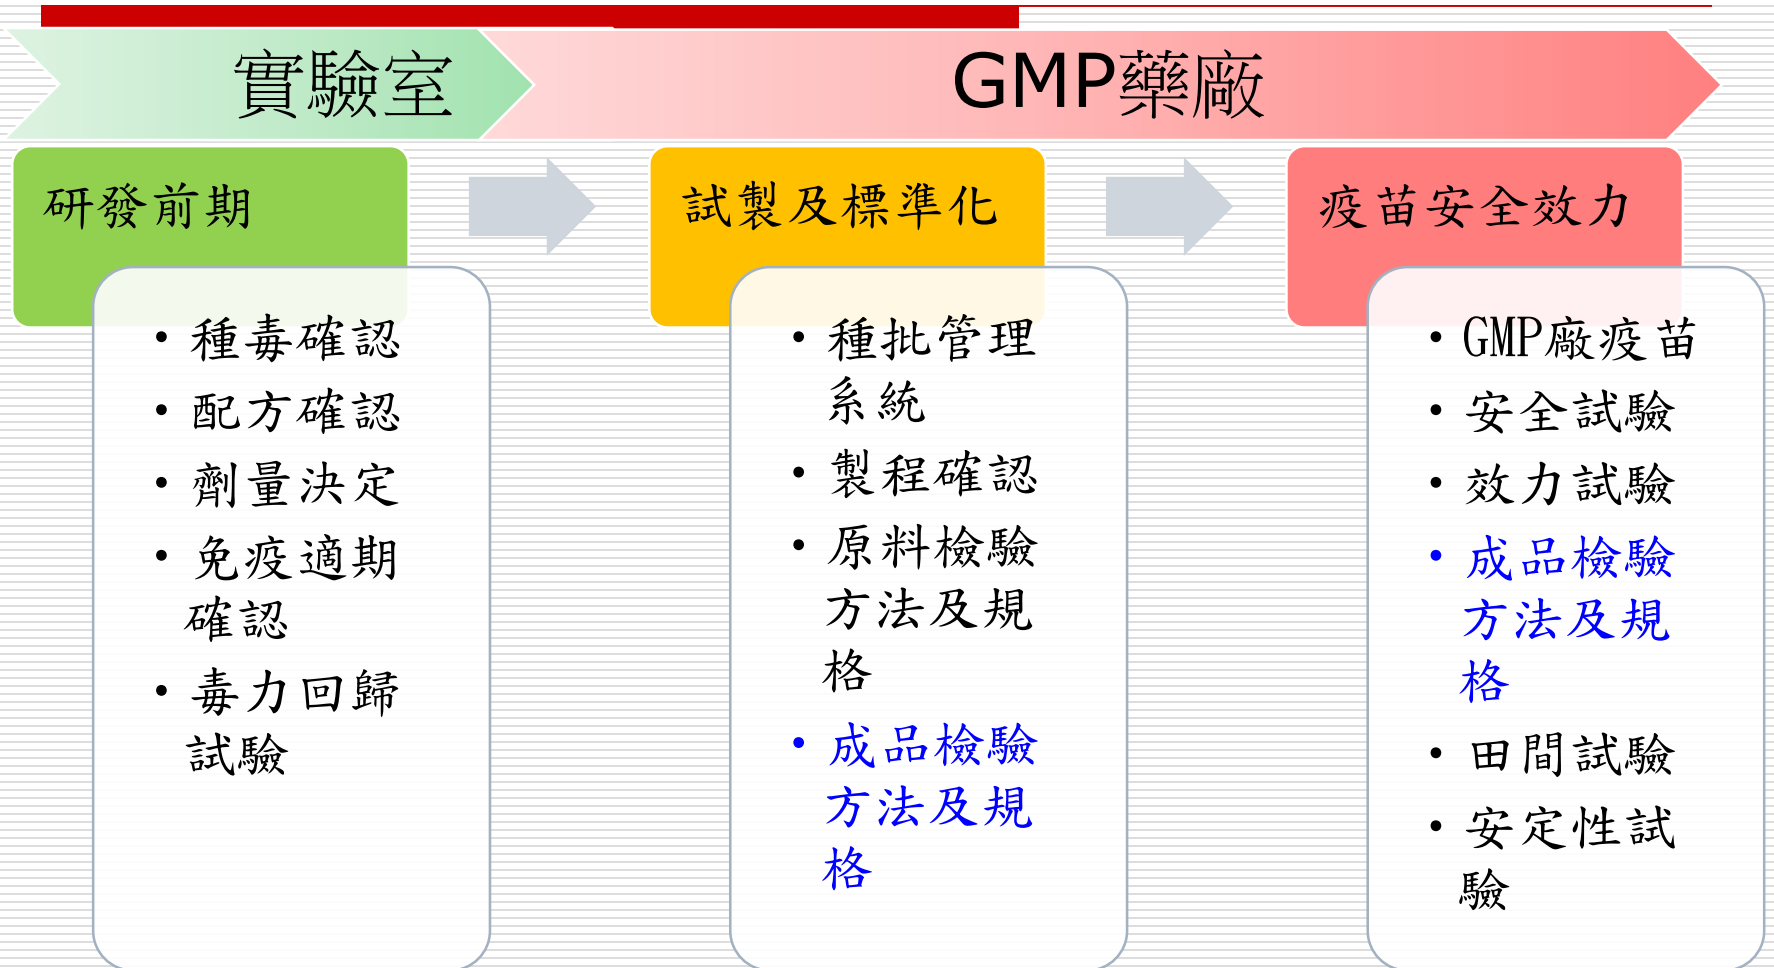 實驗室
GMP藥廠
研發前期
• 種毒確認
• 配方確認
• 劑量決定
• 免疫適期
確認
• 毒力回歸
試驗
試製及標準化
• 種批管理
系統
• 製程確認
• 原料檢驗
方法及規
格
• 成品檢驗
方法及規
格
疫苗安全效力
• GMP廠疫苗
• 安全試驗
• 效力試驗
• 成品檢驗
方法及規
格
• 田間試驗
• 安定性試
驗